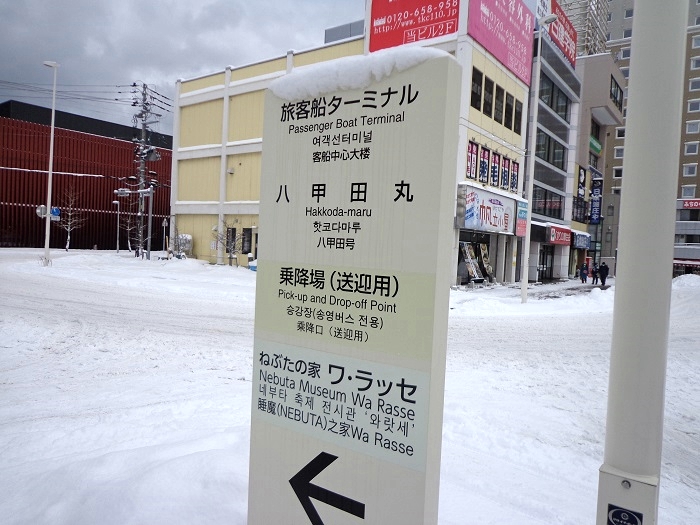 0120-658-958
http://www.tkc110.jp
当ビル2F
旅客船ターミナル
Passenger Boat Terminal
여객선터미널
客船中心大楼
八甲田丸
Hakkoda-maru
핫코다마루
八甲田号
乗降場(送迎用)
Pick-up and Drop-off Point
승강장(송영버스 전용)
乘降口（送迎用）
ねぶたの家 ワ・ラッセ
Nebuta Museum Wa Rasse
네부타 축제 전시관 '와랏세'
睡魔(NEBUTA)之家Wa Rasse